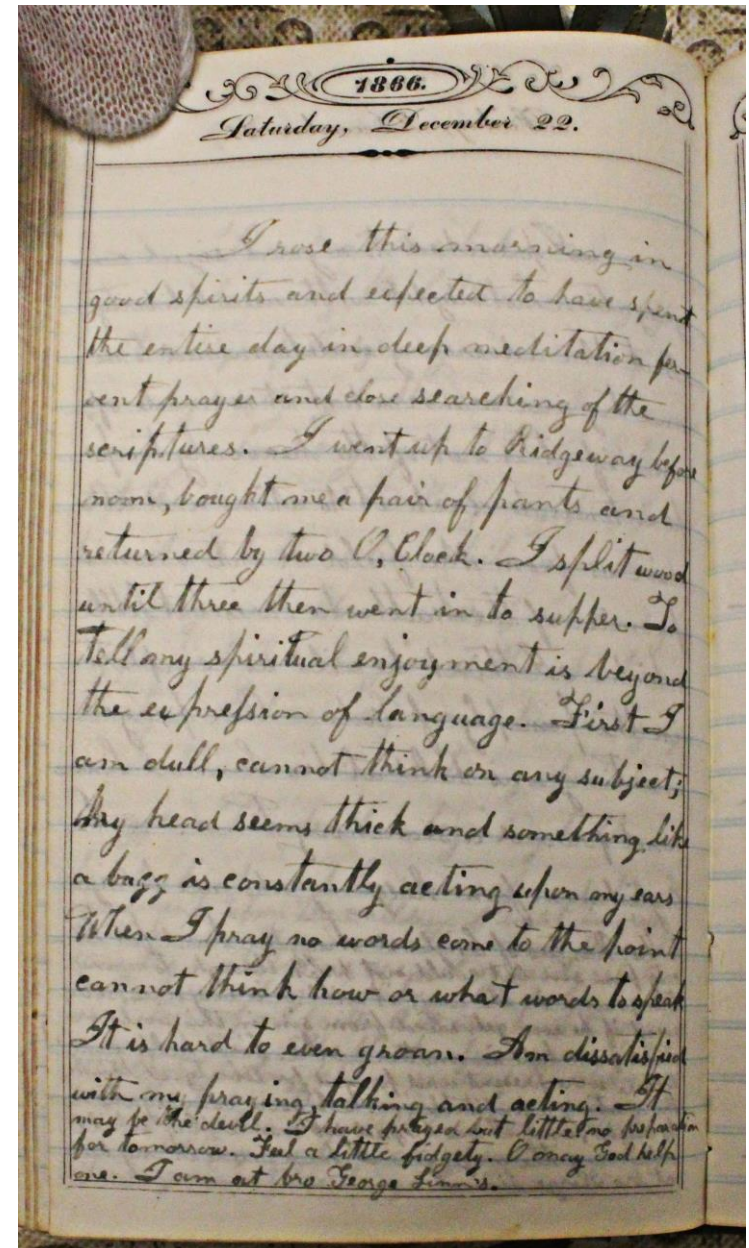 1866.
Saturday, December 22.
I rose this morning in
good spirits and expected to have spent
the entire day in deep meditation fer-
vent prayer and close searching of the
scriptures. I went up to Ridgeway before
noon, bought me a pair of pants and
returned by two O, Clock. I split wood
until three then went in to supper. To
tell my spiritual enjoyment is beyond
the expression of language. First I
am dull, cannot think on any subject;
My head seems thick and something like
a bagg is constantly acting upon my ears
When I pray no words come to the point
cannot think how or what words to speak
It is hard to even groan. Am dissatisfied
with my praying, talking and acting. It
may be the devil. I have prayed but little no preparation
for tomorrow. Feel a little fidgety. O may God help
me. I am at bro George Linn's.